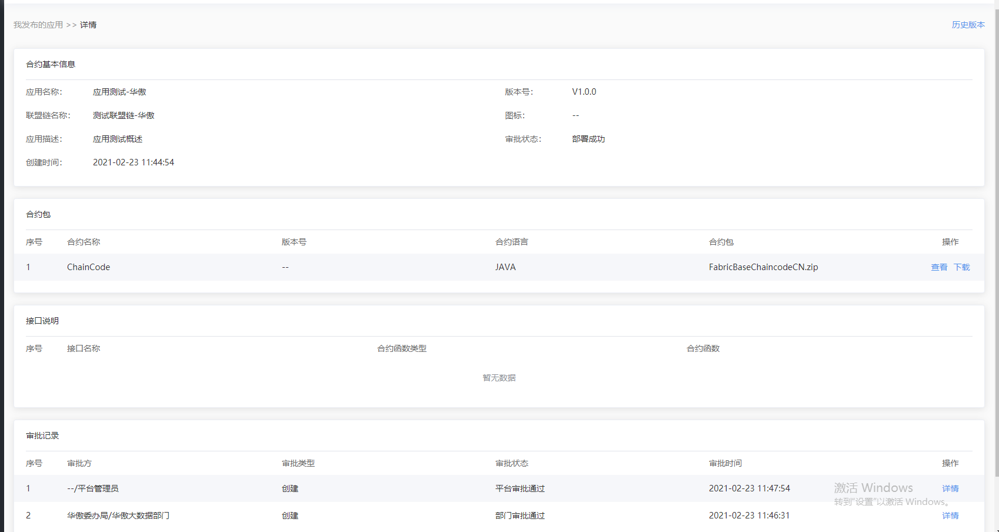 我发布的应用 >> 详情 历史版本
合约基本信息
应用名称： 应用测试-华傲 版本号： V1.0.0
联盟链名称： 测试联盟链-华傲 图标： --
应用描述： 应用测试概述 审批状态： 部署成功
创建时间： 2021-02-23 11:44:54
合约包
序号 合约名称 版本号 合约语言 合约包 操作
1 ChainCode -- JAVA FabricBaseChaincodeCN.zip 查看 下载
接口说明
序号 接口名称 合约函数类型 合约函数
暂无数据
审批记录
序号 审批方 审批类型 审批状态 审批时间 操作
1 --/平台管理员 创建 平台审批通过 2021-02-23 11:47:54 详情
激活 Windows
转到"设置"以激活 Windows。
2 华傲委办局/华傲大数据部门 创建 部门审批通过 2021-02-23 11:46:31 详情